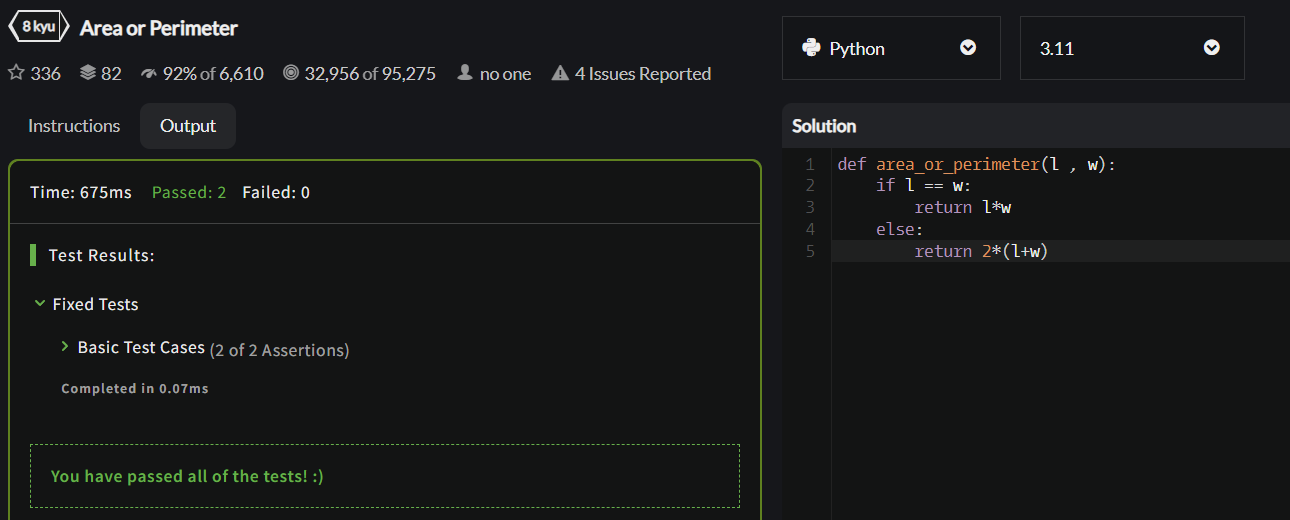 8 kyu Area or Perimeter
336 82 92% of 6,610 32,956 of 95,275 no one 4 Issues Reported
Instructions Output
Time: 675ms Passed: 2 Failed: 0
Test Results:
Fixed Tests
Basic Test Cases (2 of 2 Assertions)
Completed in 0.07ms
You have passed all of the tests! :)
Python 3.11
Solution
1 def area_or_perimeter(l , w):
2     if l == w:
3         return l*w
4     else:
5         return 2*(l+w)